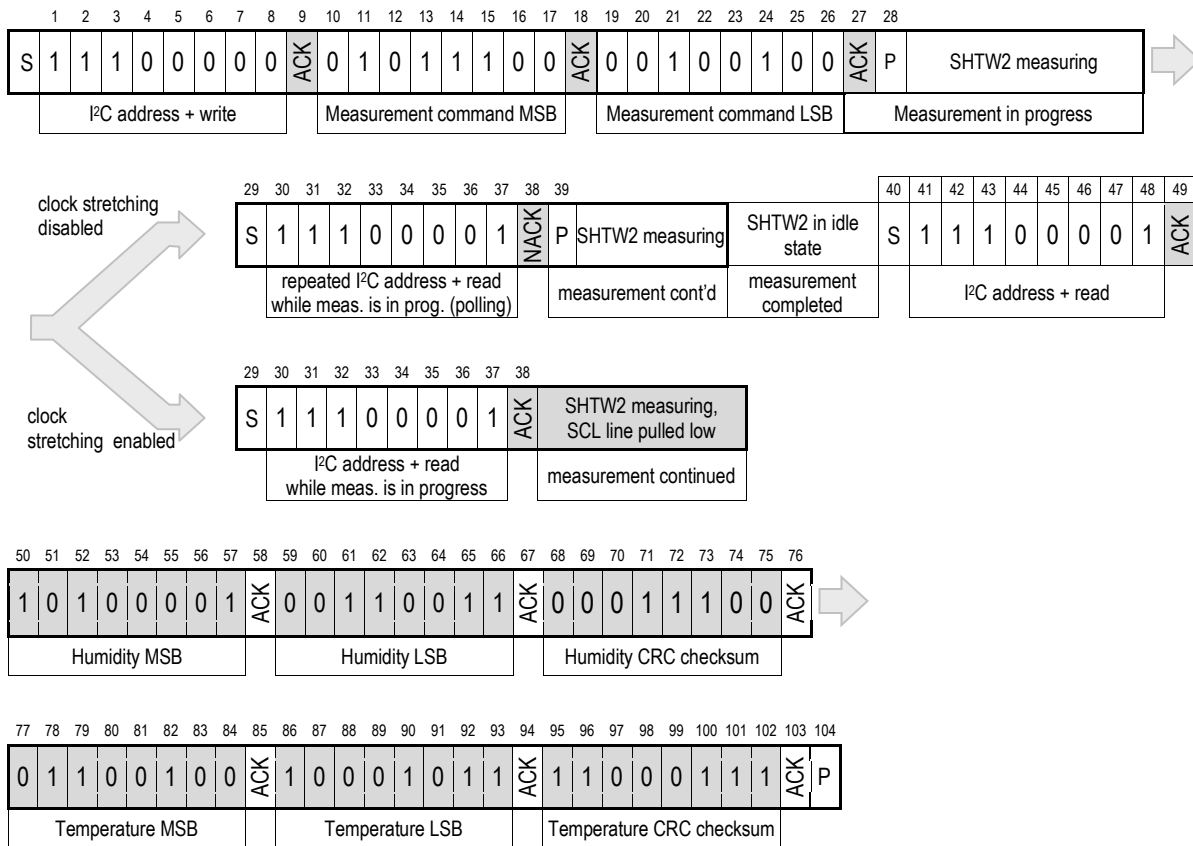 1 2 3 4 5 6 7 8 9 10 11 12 13 14 15 16 17 18 19 20 21 22 23 24 25 26 27 28
S 1 1 1 0 0 0 0 0 ACK 0 1 0 1 1 1 0 0 ACK 0 0 1 0 0 1 0 0 ACK P SHTW2 measuring
I²C address + write Measurement command MSB Measurement command LSB Measurement in progress
clock stretching
disabled
29 30 31 32 33 34 35 36 37 38 39
S 1 1 1 0 0 0 0 1 NACK P SHTW2 measuring
SHTW2 in idle
state
40 41 42 43 44 45 46 47 48 49
S 1 1 1 0 0 0 0 1 ACK
repeated I²C address + read
while meas. is in prog. (polling)
measurement cont'd
measurement
completed
I²C address + read
clock
stretching enabled
29 30 31 32 33 34 35 36 37 38
S 1 1 1 0 0 0 0 1 ACK
SHTW2 measuring,
SCL line pulled low
I²C address + read
while meas. is in progress
measurement continued
50 51 52 53 54 55 56 57 58 59 60 61 62 63 64 65 66 67 68 69 70 71 72 73 74 75 76
1 0 1 0 0 0 0 1 ACK 0 0 1 1 0 0 1 1 ACK 0 0 0 1 1 1 0 0 ACK
Humidity MSB Humidity LSB Humidity CRC checksum
77 78 79 80 81 82 83 84 85 86 87 88 89 90 91 92 93 94 95 96 97 98 99 100 101 102 103 104
0 1 1 0 0 1 0 0 ACK 1 0 0 0 1 0 1 1 ACK 1 1 0 0 0 1 1 1 ACK P
Temperature MSB Temperature LSB Temperature CRC checksum